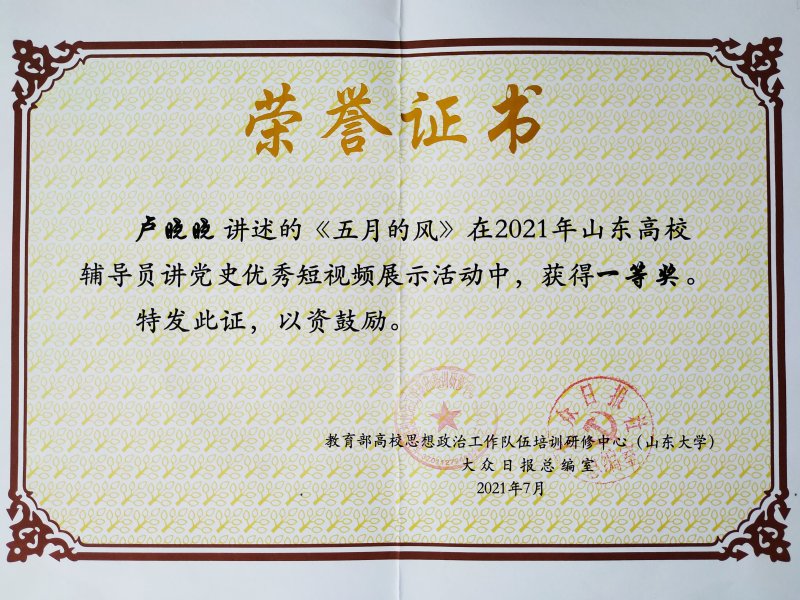 荣誉证书
卢晓晓 讲述的《五月的风》在2021年山东高校
辅导员讲党史优秀短视频展示活动中，获得一等奖。
特发此证，以资鼓励。
教育部高校思想政治工作队伍培训研修中心（山东大学）
大众日报总编室
2021年7月